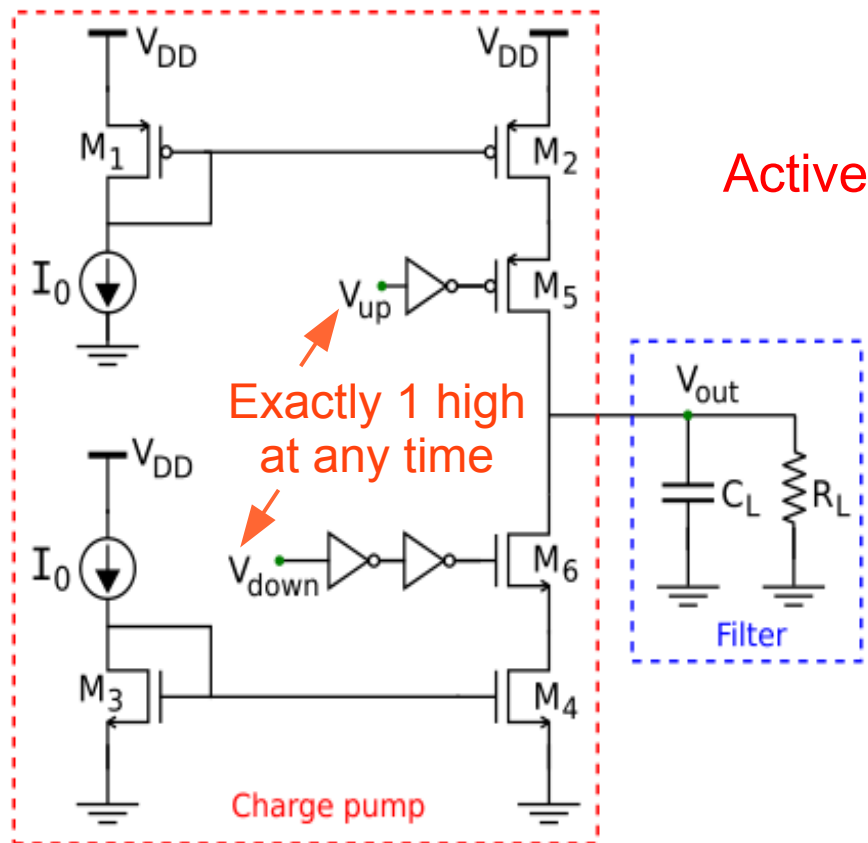 VDD
VDD
M1
M2
Active
I0
Vup
M5
Exactly 1 high
at any time
Vout
VDD
CL
RL
I0
Vdown
M6
Filter
M3
M4
Charge pump